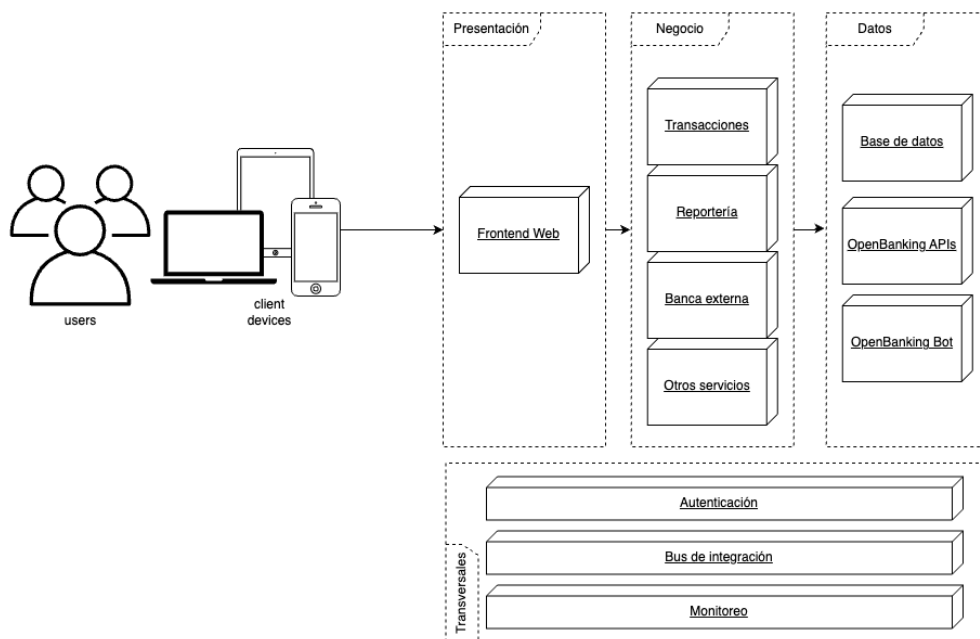 Presentación
Negocio
Datos
Transacciones
Base de datos
Reportería
Frontend Web
OpenBanking APIs
Banca externa
OpenBanking Bot
Otros servicios
users
client
devices
Transversales
Autenticación
Bus de integración
Monitoreo